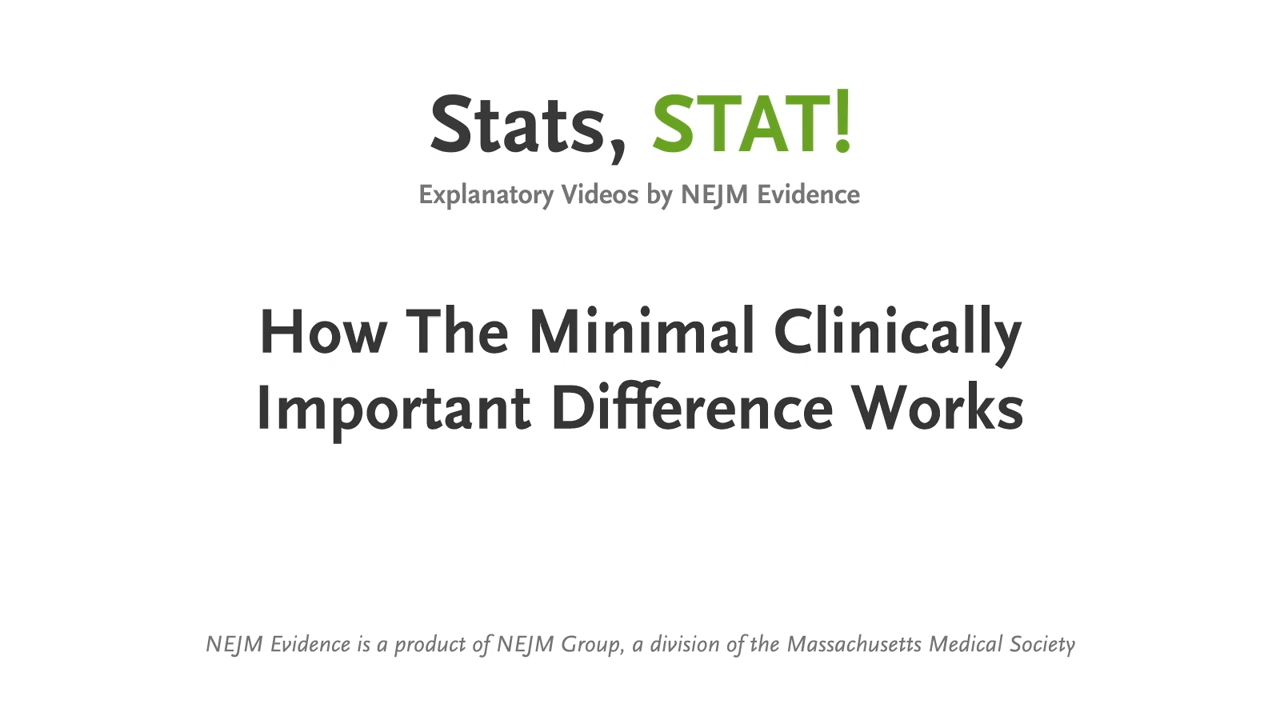 Stats, STAT!
Explanatory Videos by NEJM Evidence
How The Minimal Clinically
Important Difference Works
NEJM Evidence is a product of NEJM Group, a division of the Massachusetts Medical Society